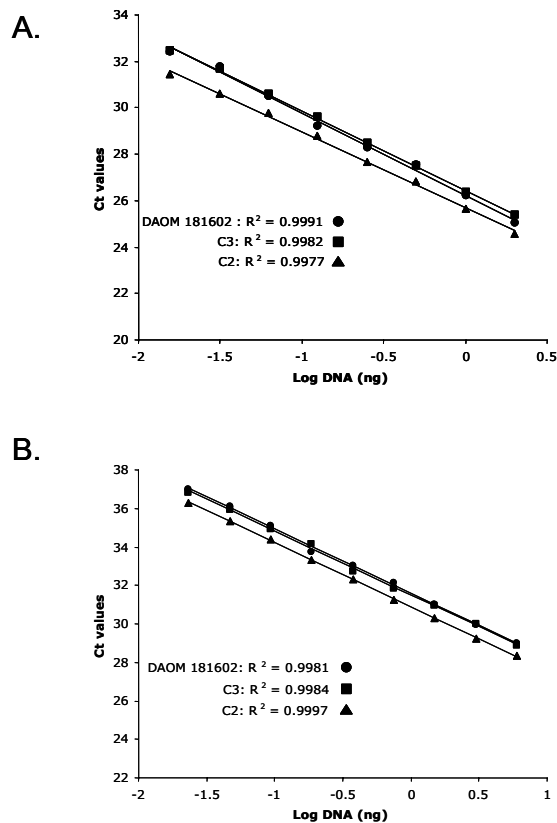 A.
34
32
30
28
26
24
22
20
Ct values
DAOM 181602 : R² = 0.9991
C3: R² = 0.9982
C2: R² = 0.9977
-2
-1.5
-1
-0.5
0
0.5
Log DNA (ng)
B.
38
36
34
32
30
28
26
24
22
Ct values
DAOM 181602: R² = 0.9981
C3: R² = 0.9984
C2: R² = 0.9997
-2
-1.5
-1
-0.5
0
0.5
1
Log DNA (ng)